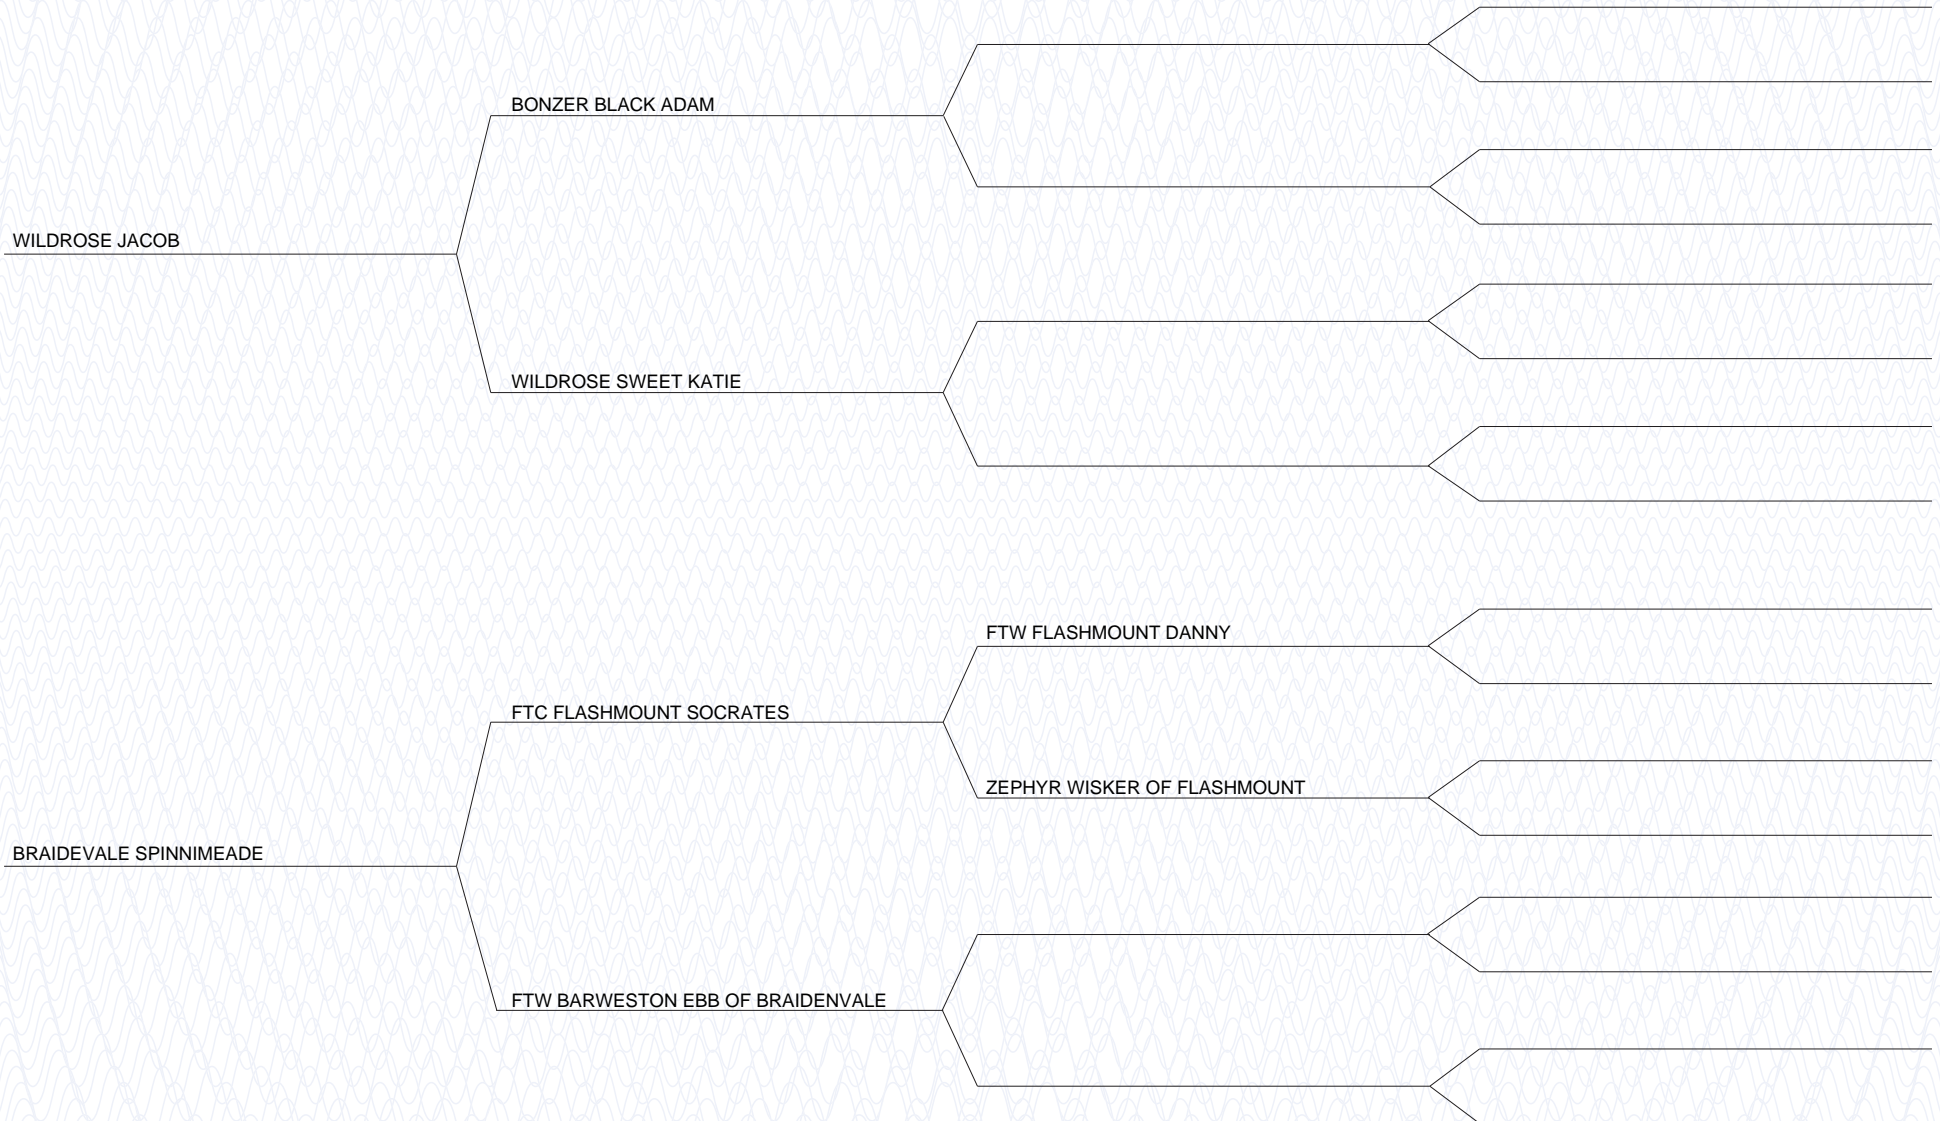 BONZER BLACK ADAM
WILDROSE JACOB
WILDROSE SWEET KATIE
FTW FLASHMOUNT DANNY
FTC FLASHMOUNT SOCRATES
ZEPHYR WISKER OF FLASHMOUNT
BRAIDEVALE SPINNIMEADE
FTW BARWESTON EBB OF BRAIDENVALE